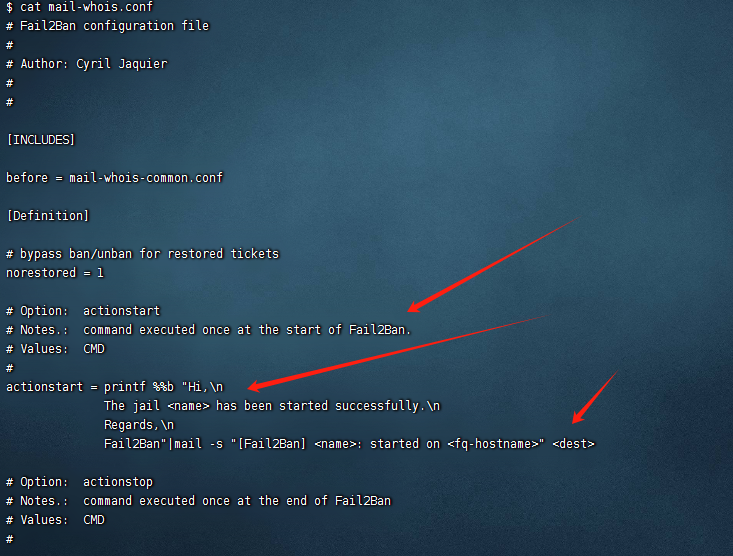 $ cat mail-whois.conf
# Fail2Ban configuration file
#
# Author: Cyril Jaquier
#
#
[INCLUDES]
before = mail-whois-common.conf
[Definition]
# bypass ban/unban for restored tickets
norestored = 1
# Option:  actionstart
# Notes.:  command executed once at the start of Fail2Ban.
# Values:  CMD
#
actionstart = printf %%b "Hi,\n
The jail <name> has been started successfully.\n
Regards,\n
Fail2Ban"|mail -s "[Fail2Ban] <name>: started on <fq-hostname>" <dest>
# Option:  actionstop
# Notes.:  command executed once at the end of Fail2Ban
# Values:  CMD
#